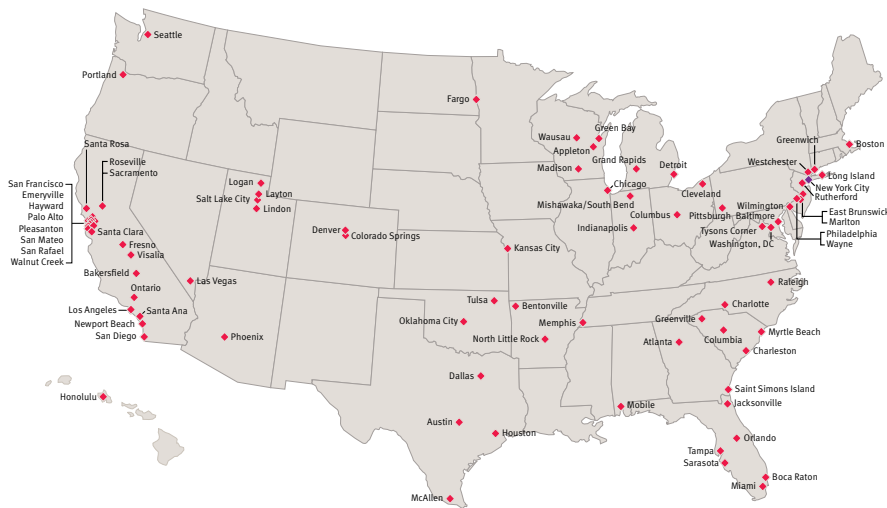 Seattle
Portland
Fargo
Santa Rosa
Roseville
Sacramento
San Francisco
Emeryville
Hayward
Palo Alto
Pleasanton
San Mateo
San Rafael
Walnut Creek
Santa Clara
Fresno
Visalia
Bakersfield
Ontario
Los Angeles
Santa Ana
Newport Beach
San Diego
Las Vegas
Phoenix
Logan
Layton
Salt Lake City
Lindon
Denver
Colorado Springs
Honolulu
Kansas City
Tulsa
Oklahoma City
Bentonville
North Little Rock
Memphis
Dallas
Austin
Houston
McAllen
Wausau
Green Bay
Appleton
Madison
Grand Rapids
Detroit
Chicago
Mishawaka/South Bend
Indianapolis
Columbus
Cleveland
Pittsburgh
Greenwich
Boston
Westchester
Long Island
New York City
Rutherford
Wilmington
Baltimore
East Brunswick
Marlton
Tysons Corner
Washington, DC
Philadelphia
Wayne
Raleigh
Charlotte
Greenville
Columbia
Myrtle Beach
Charleston
Atlanta
Mobile
Saint Simons Island
Jacksonville
Orlando
Tampa
Sarasota
Boca Raton
Miami